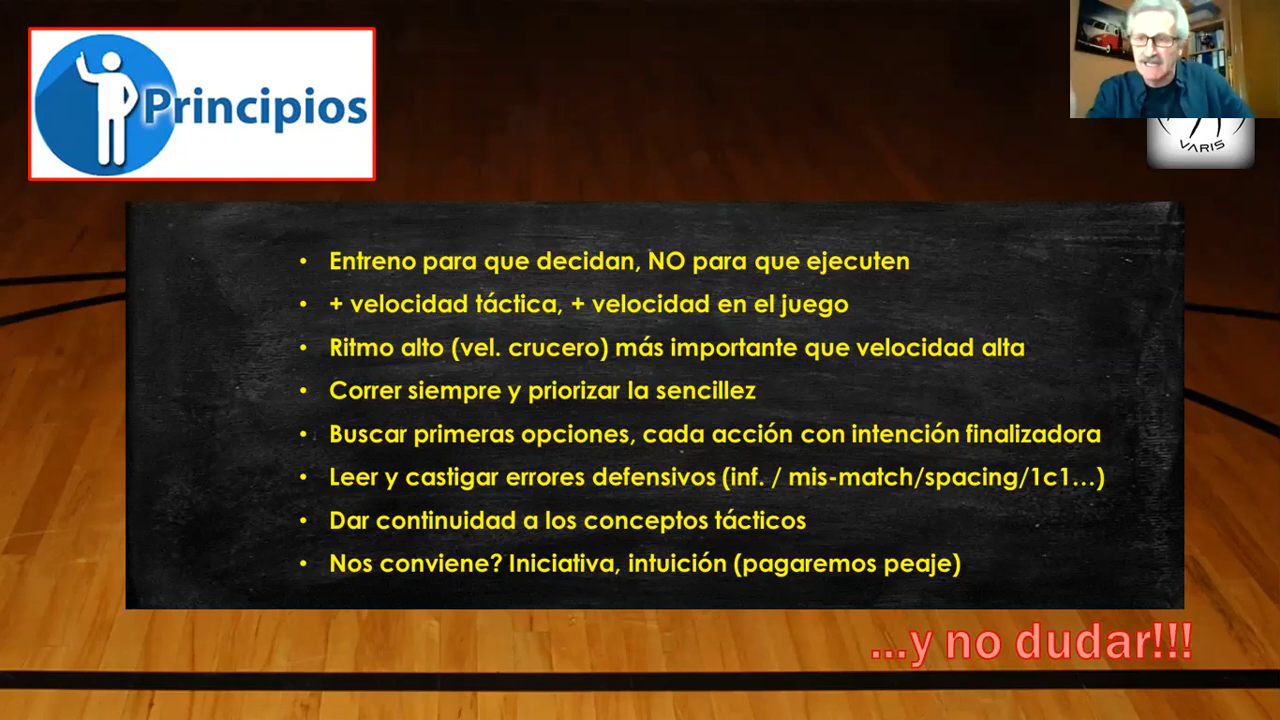 Principios
VARIS
• Entreno para que decidan, NO para que ejecuten
• + velocidad táctica, + velocidad en el juego
• Ritmo alto (vel. crucero) más importante que velocidad alta
• Correr siempre y priorizar la sencillez
• Buscar primeras opciones, cada acción con intención finalizadora
• Leer y castigar errores defensivos (inf. / mis-match/spacing/1c1...)
• Dar continuidad a los conceptos tácticos
• Nos conviene? Iniciativa, intuición (pagaremos peaje)
...y no dudar!!!